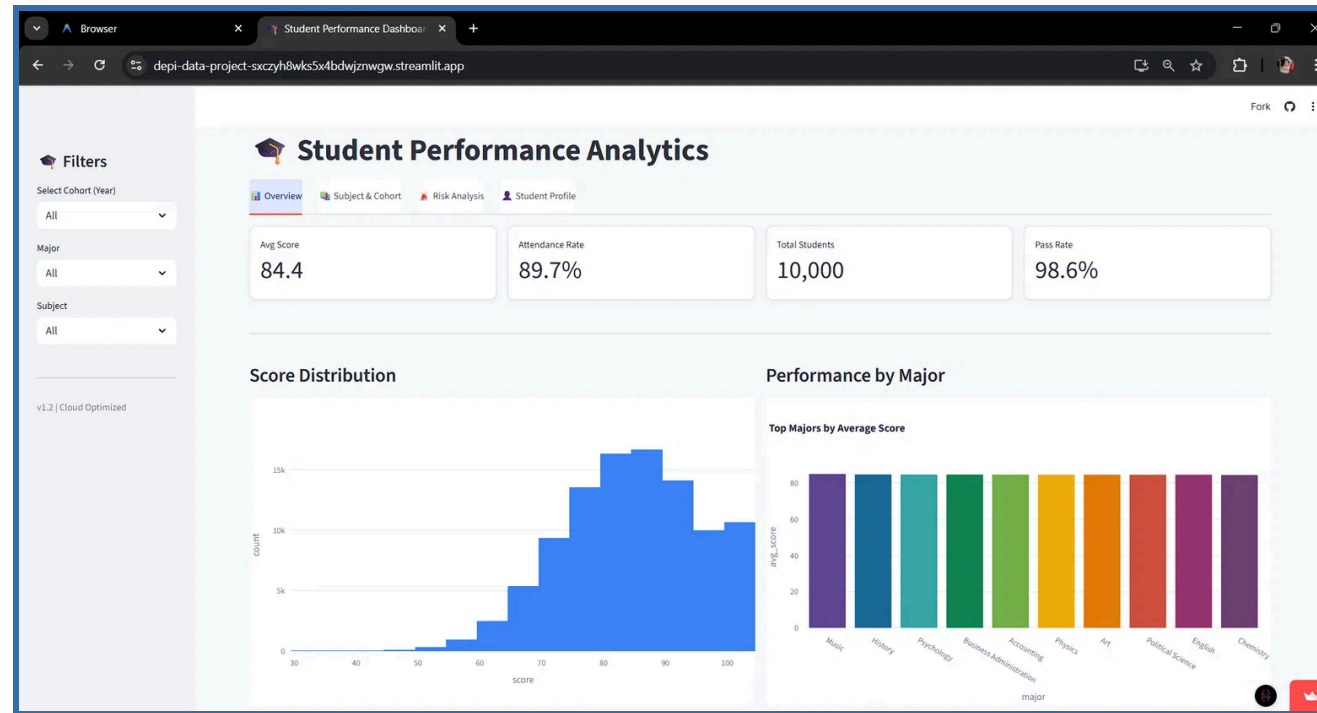 Browser
Student Performance Dashboar
depi-data-project-sxczyh8wks5x4bdwjznwgw.streamlit.app
Fork
Filters
Select Cohort (Year)
All
Major
All
Subject
All
v1.2 | Cloud Optimized
Student Performance Analytics
Overview Subject & Cohort Risk Analysis Student Profile
Avg Score
84.4
Attendance Rate
89.7%
Total Students
10,000
Pass Rate
98.6%
Score Distribution
15k
10k
5k
0
count
30 40 50 60 70 80 90 100
score
Performance by Major
Top Majors by Average Score
80
60
40
20
0
avg_score
Music History Psychology Business Administration Accounting Physics Art Political Science English Chemistry
major